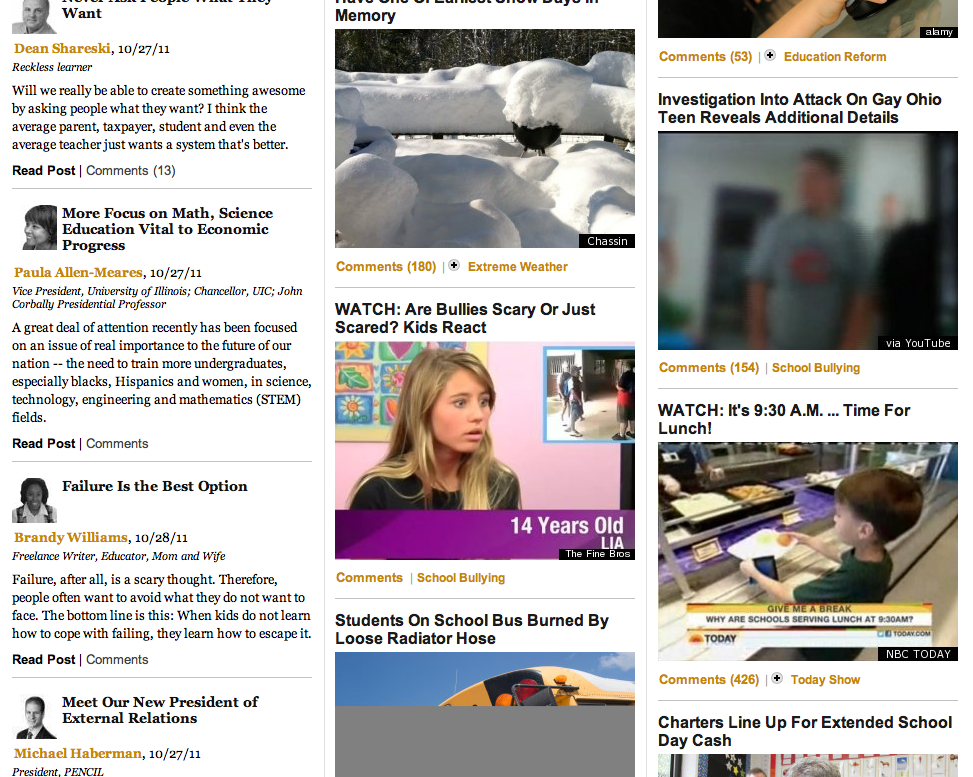 Never Ask People What They
Want
Dean Shareski, 10/27/11
Reckless learner
Will we really be able to create something awesome
by asking people what they want? I think the
average parent, taxpayer, student and even the
average teacher just wants a system that's better.
Read Post | Comments (13)
More Focus on Math, Science
Education Vital to Economic
Progress
Paula Allen-Meares, 10/27/11
Vice President, University of Illinois; Chancellor, UIC; John
Corbally Presidential Professor
A great deal of attention recently has been focused
on an issue of real importance to the future of our
nation -- the need to train more undergraduates,
especially blacks, Hispanics and women, in science,
technology, engineering and mathematics (STEM)
fields.
Read Post | Comments
Failure Is the Best Option
Brandy Williams, 10/28/11
Freelance Writer, Educator, Mom and Wife
Failure, after all, is a scary thought. Therefore,
people often want to avoid what they do not want to
face. The bottom line is this: When kids do not learn
how to cope with failing, they learn how to escape it.
Read Post | Comments
Meet Our New President of
External Relations
Michael Haberman, 10/27/11
President, PENCIL
Have One Of Earliest Snow Days In
Memory
Chassin
Comments (180) | Extreme Weather
WATCH: Are Bullies Scary Or Just
Scared? Kids React
14 Years Old
LIA
The Fine Bros
Comments | School Bullying
Students On School Bus Burned By
Loose Radiator Hose
alamy
Comments (53) | Education Reform
Investigation Into Attack On Gay Ohio
Teen Reveals Additional Details
via YouTube
Comments (154) | School Bullying
WATCH: It's 9:30 A.M. ... Time For
Lunch!
GIVE ME A BREAK
WHY ARE SCHOOLS SERVING LUNCH AT 9:30AM?
TODAY
TODAY.COM
NBC TODAY
Comments (426) | Today Show
Charters Line Up For Extended School
Day Cash